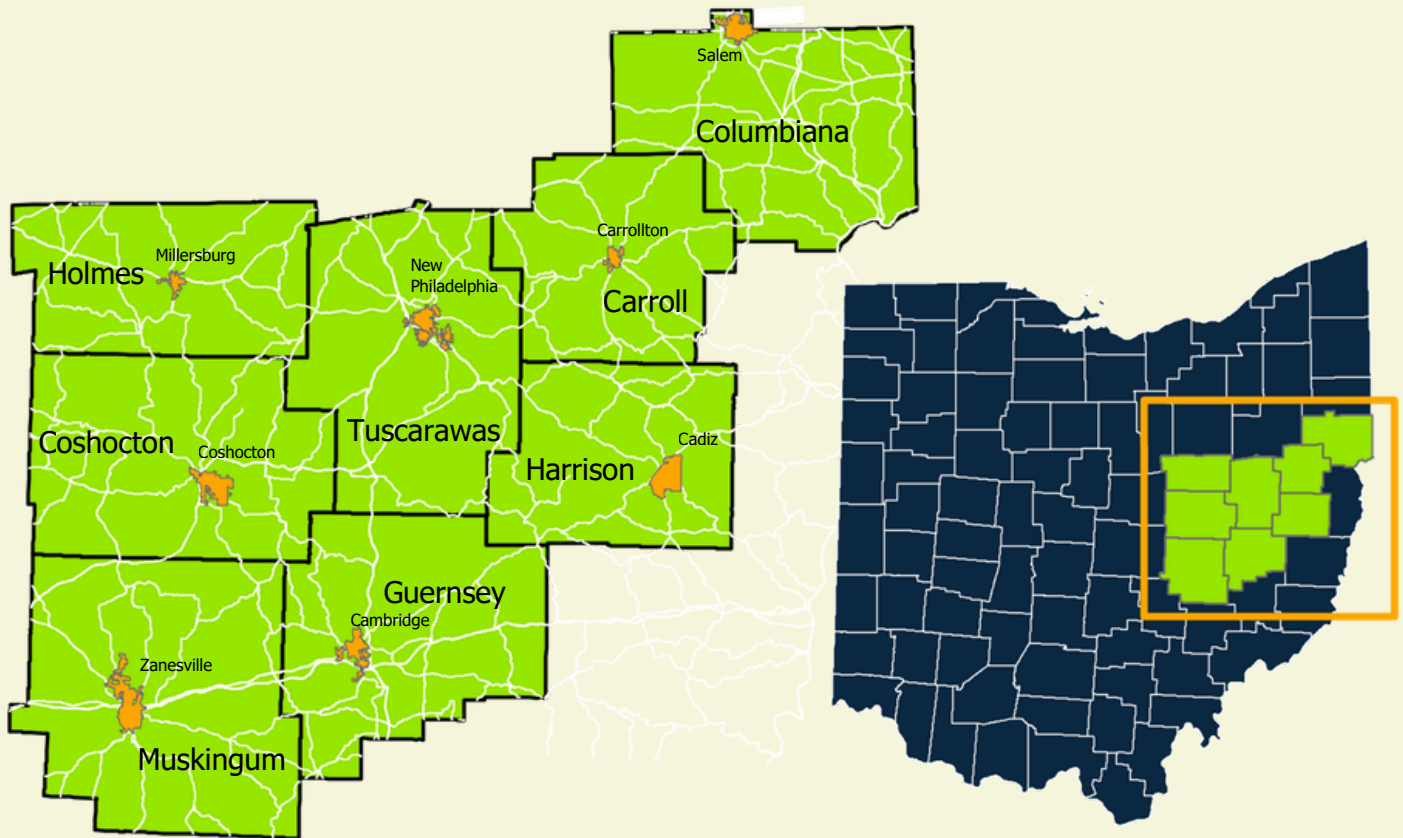 Salem
Columbiana
Carrollton
Millersburg
New
Philadelphia
Holmes
Carroll
Tuscarawas
Cadiz
Coshocton
Coshocton
Harrison
Guernsey
Cambridge
Zanesville
Muskingum